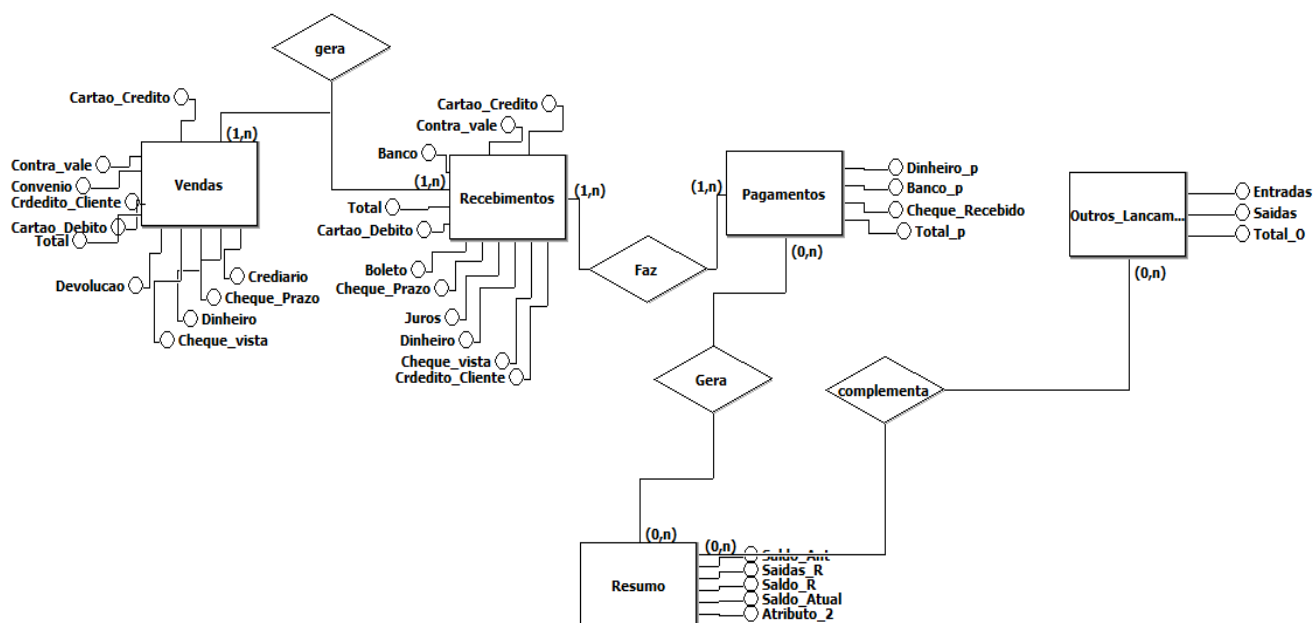 gera
Cartao_Credito
(1,n)
Contra_vale
Convenio
Crdedito_Cliente
Cartao_Debito
Total
Vendas
Devolucao
Crediario
Cheque_Prazo
Dinheiro
Cheque_vista
Cartao_Credito
Contra_vale
Banco
(1,n)
Recebimentos
(1,n)
Total
Cartao_Debito
Boleto
Cheque_Prazo
Juros
Dinheiro
Cheque_vista
Crdedito_Cliente
Faz
(1,n)
Pagamentos
Dinheiro_p
Banco_p
Cheque_Recebido
Total_p
(0,n)
Outros_Lancam...
Entradas
Saidas
Total_O
(0,n)
Gera
complementa
(0,n)
(0,n)
Resumo
Saldo_Ant
Saidas_R
Saldo_R
Saldo_Atual
Atributo_2